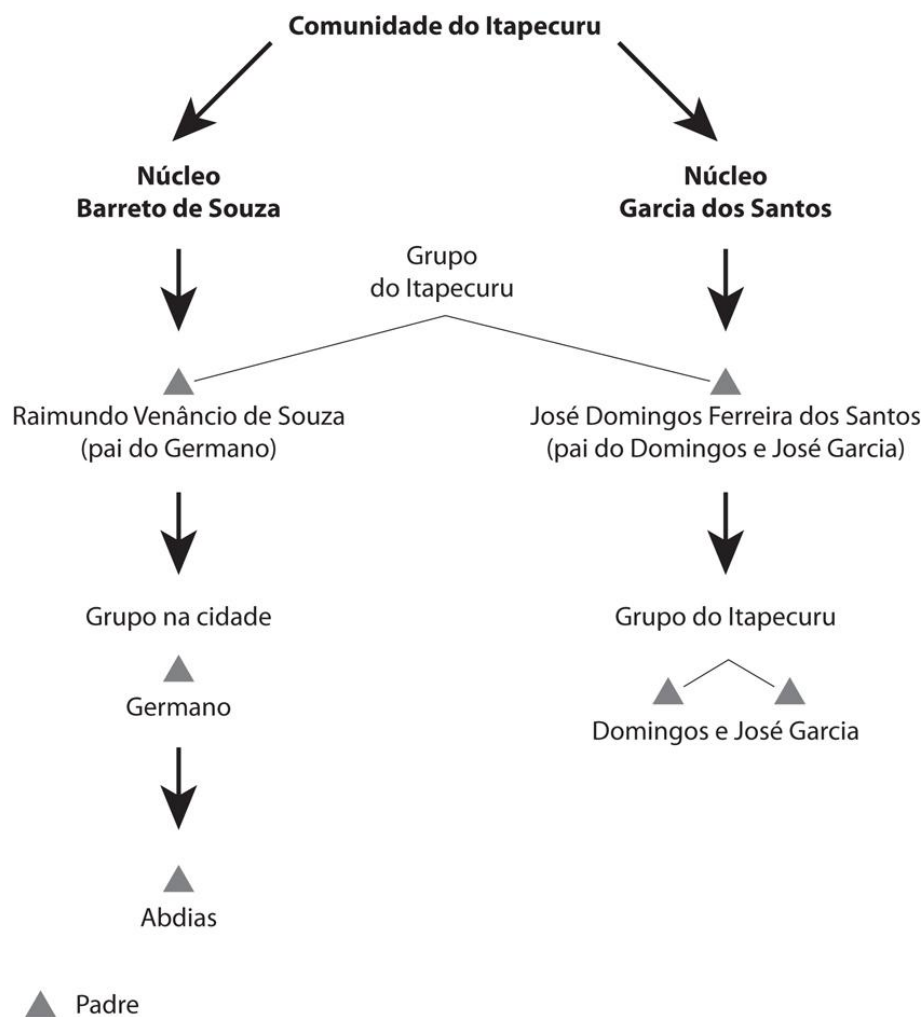 Comunidade do Itapecuru
Núcleo
Barreto de Souza
Núcleo
Garcia dos Santos
Grupo
do Itapecuru
Raimundo Venâncio de Souza
(pai do Germano)
José Domingos Ferreira dos Santos
(pai do Domingos e José Garcia)
Grupo na cidade
Germano
Abdias
Grupo do Itapecuru
Domingos e José Garcia
Padre